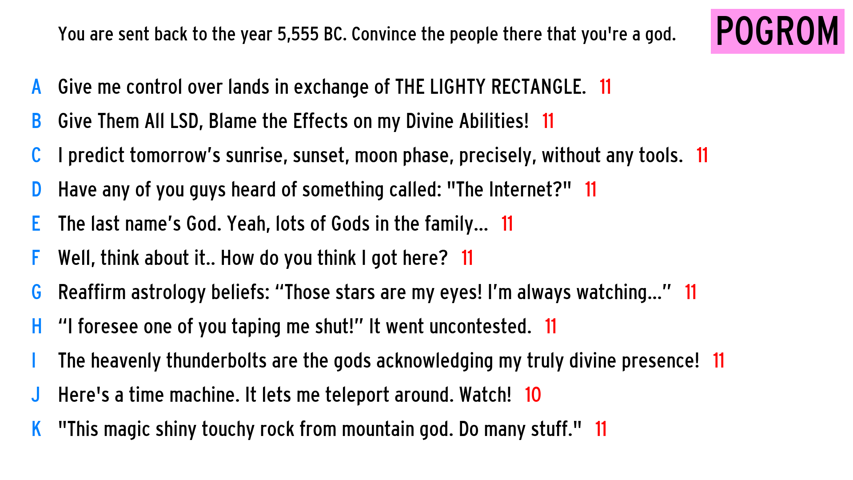 You are sent back to the year 5,555 BC. Convince the people there that you're a god.
POGROM
A Give me control over lands in exchange of THE LIGHTY RECTANGLE. 11
B Give Them All LSD, Blame the Effects on my Divine Abilities! 11
C I predict tomorrow’s sunrise, sunset, moon phase, precisely, without any tools. 11
D Have any of you guys heard of something called: "The Internet?" 11
E The last name’s God. Yeah, lots of Gods in the family... 11
F Well, think about it.. How do you think I got here? 11
G Reaffirm astrology beliefs: “Those stars are my eyes! I’m always watching...” 11
H “I foresee one of you taping me shut!” It went uncontested. 11
I The heavenly thunderbolts are the gods acknowledging my truly divine presence! 11
J Here's a time machine. It lets me teleport around. Watch! 10
K "This magic shiny touchy rock from mountain god. Do many stuff." 11